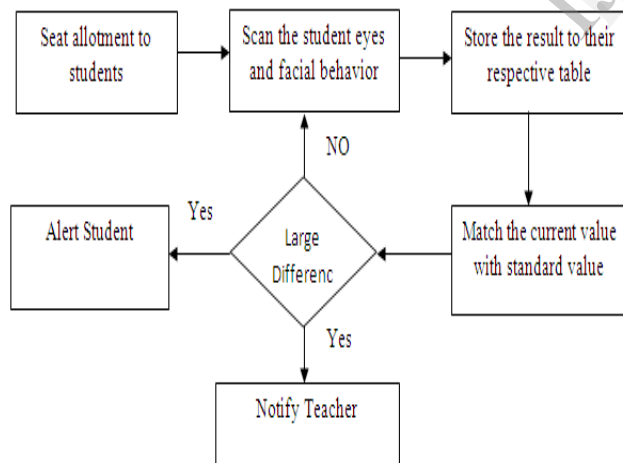 Seat allotment to
students
Scan the student eyes
and facial behavior
Store the result to their
respective table
NO
Alert Student
Yes
Large
Differenc
Match the current value
with standard value
Yes
Notify Teacher